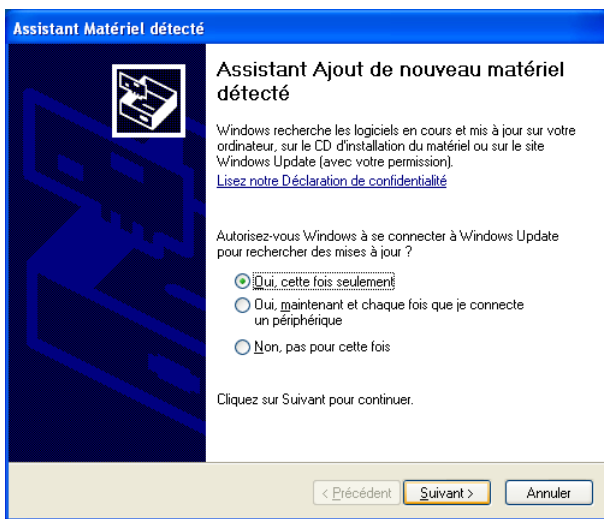 Assistant Matériel détecté
Assistant Ajout de nouveau matériel
détecté
Windows recherche les logiciels en cours et mis à jour sur votre
ordinateur, sur le CD d'installation du matériel ou sur le site
Windows Update (avec votre permission).
Lisez notre Déclaration de confidentialité
Autorisez-vous Windows à se connecter à Windows Update
pour rechercher des mises à jour ?
Oui, cette fois seulement
Oui, maintenant et chaque fois que je connecte
un périphérique
Non, pas pour cette fois
Cliquez sur Suivant pour continuer.
< Précédent Suivant > Annuler